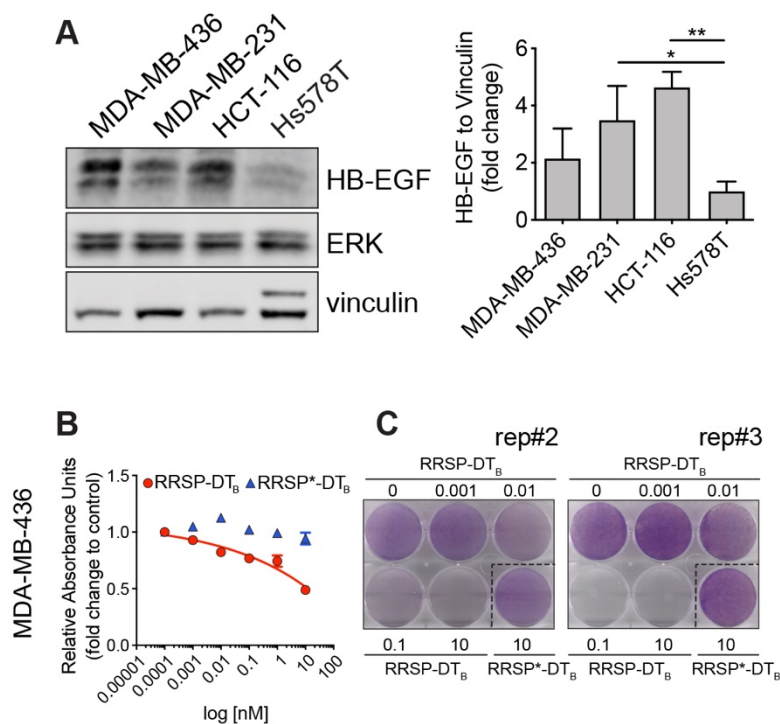 A
MDA-MB-436
MDA-MB-231
HCT-116
Hs578T
HB-EGF
ERK
vinculin
HB-EGF to Vinculin
(fold change)
6
4
2
0
**
*
MDA-MB-436
MDA-MB-231
HCT-116
Hs578T
B
MDA-MB-436
Relative Absorbance Units
(fold change to control)
1.5
1.0
0.5
0.0
RRSP-DTB RRSP*-DTB
0.00001 0.0001 0.001 0.01 0.1 1 10 100
log [nM]
C
rep#2
RRSP-DTB
0 0.001 0.01
0.1 10 10
RRSP-DTB RRSP*-DTB
rep#3
RRSP-DTB
0 0.001 0.01
0.1 10 10
RRSP-DTB RRSP*-DTB